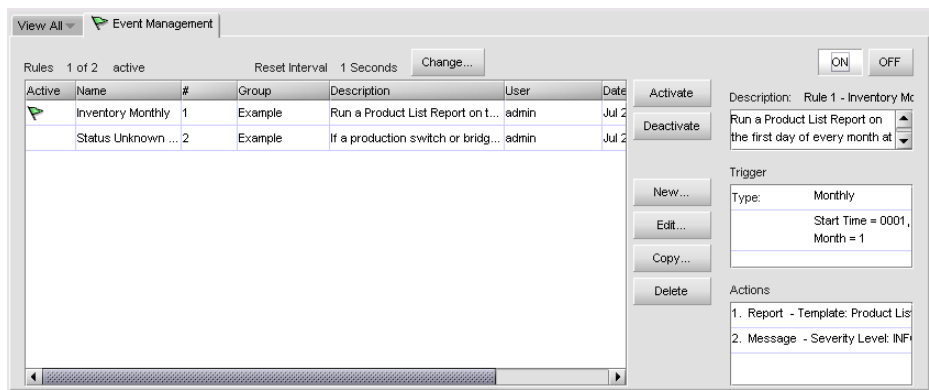 View All Event Management
Rules 1 of 2 active Reset Interval 1 Seconds Change... ON OFF
Active Name # Group Description User Date
Inventory Monthly 1 Example Run a Product List Report on t... admin Jul 2
Status Unknown ... 2 Example If a production switch or bridg... admin Jul 2
Activate
Deactivate
New...
Edit...
Copy...
Delete
Description: Rule 1 - Inventory Mo
Run a Product List Report on
the first day of every month at
Trigger
Type: Monthly
Start Time = 0001,
Month = 1
Actions
1. Report - Template: Product Lis
2. Message - Severity Level: INF